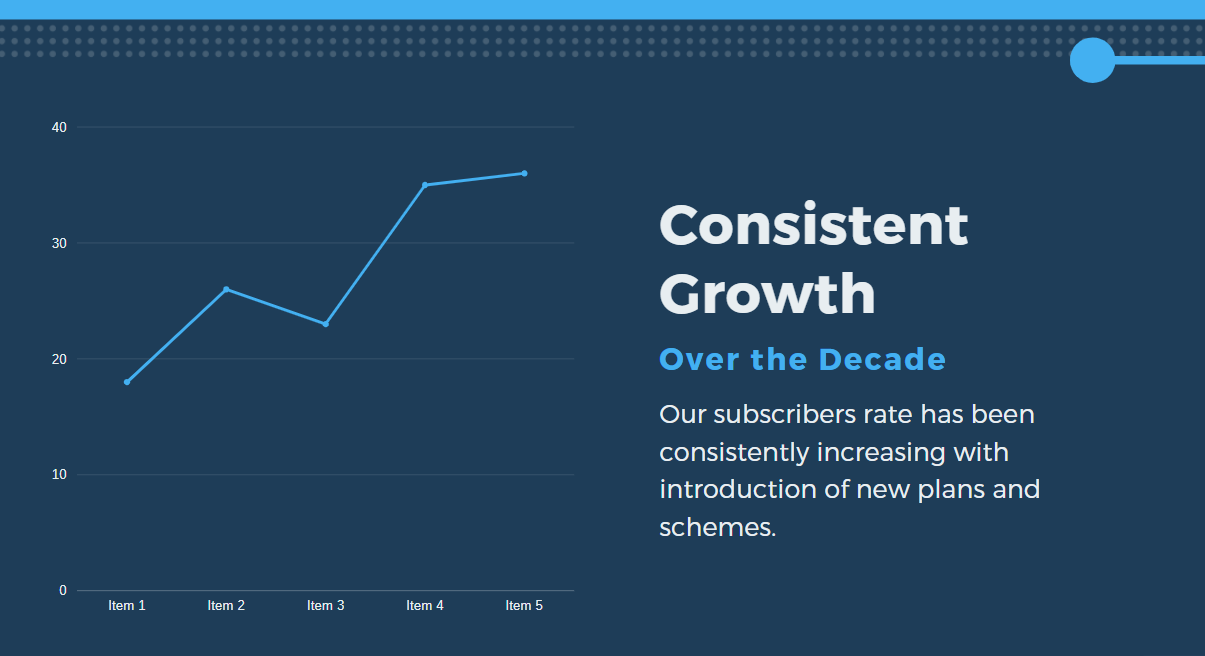 40
30
20
10
0
Item 1 Item 2 Item 3 Item 4 Item 5
Consistent
Growth
Over the Decade
Our subscribers rate has been
consistently increasing with
introduction of new plans and
schemes.